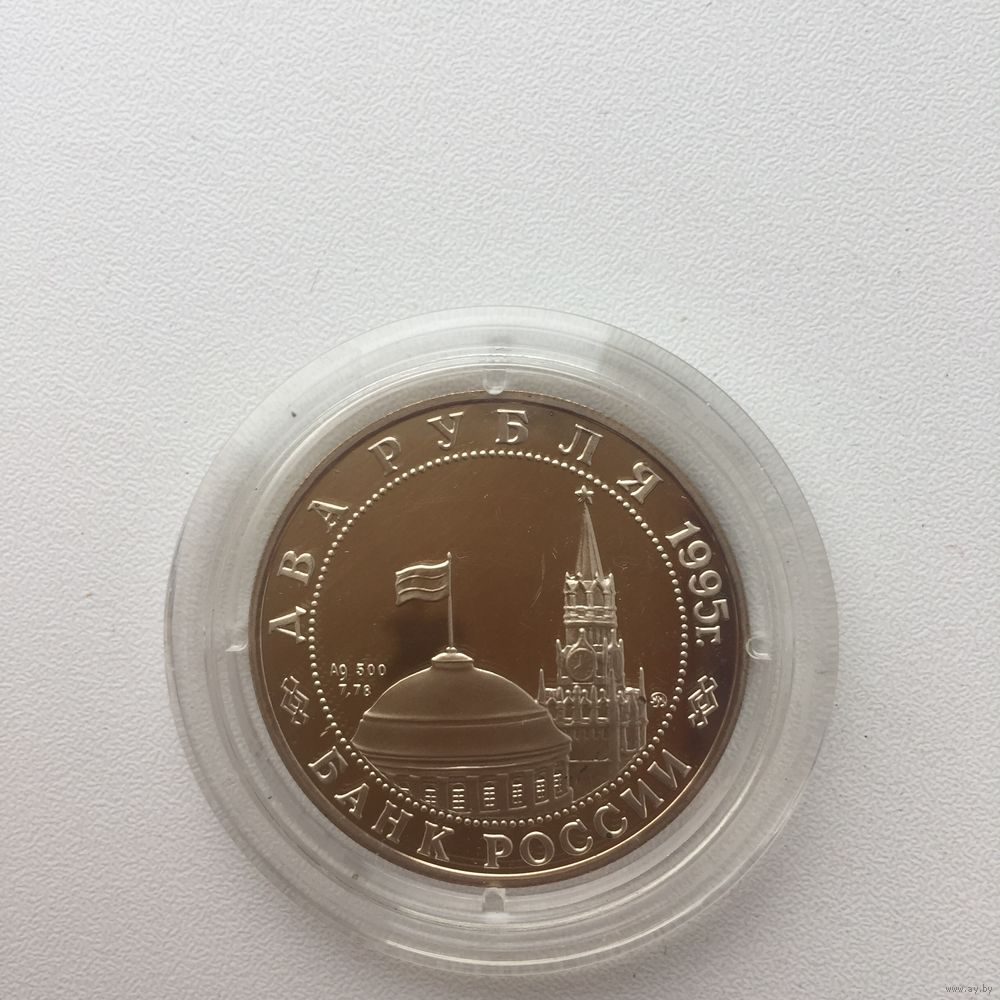 ДВА РУБЛЯ 1995г.
Ag 500
7,78
БАНК РОССИИ
www.ay.by